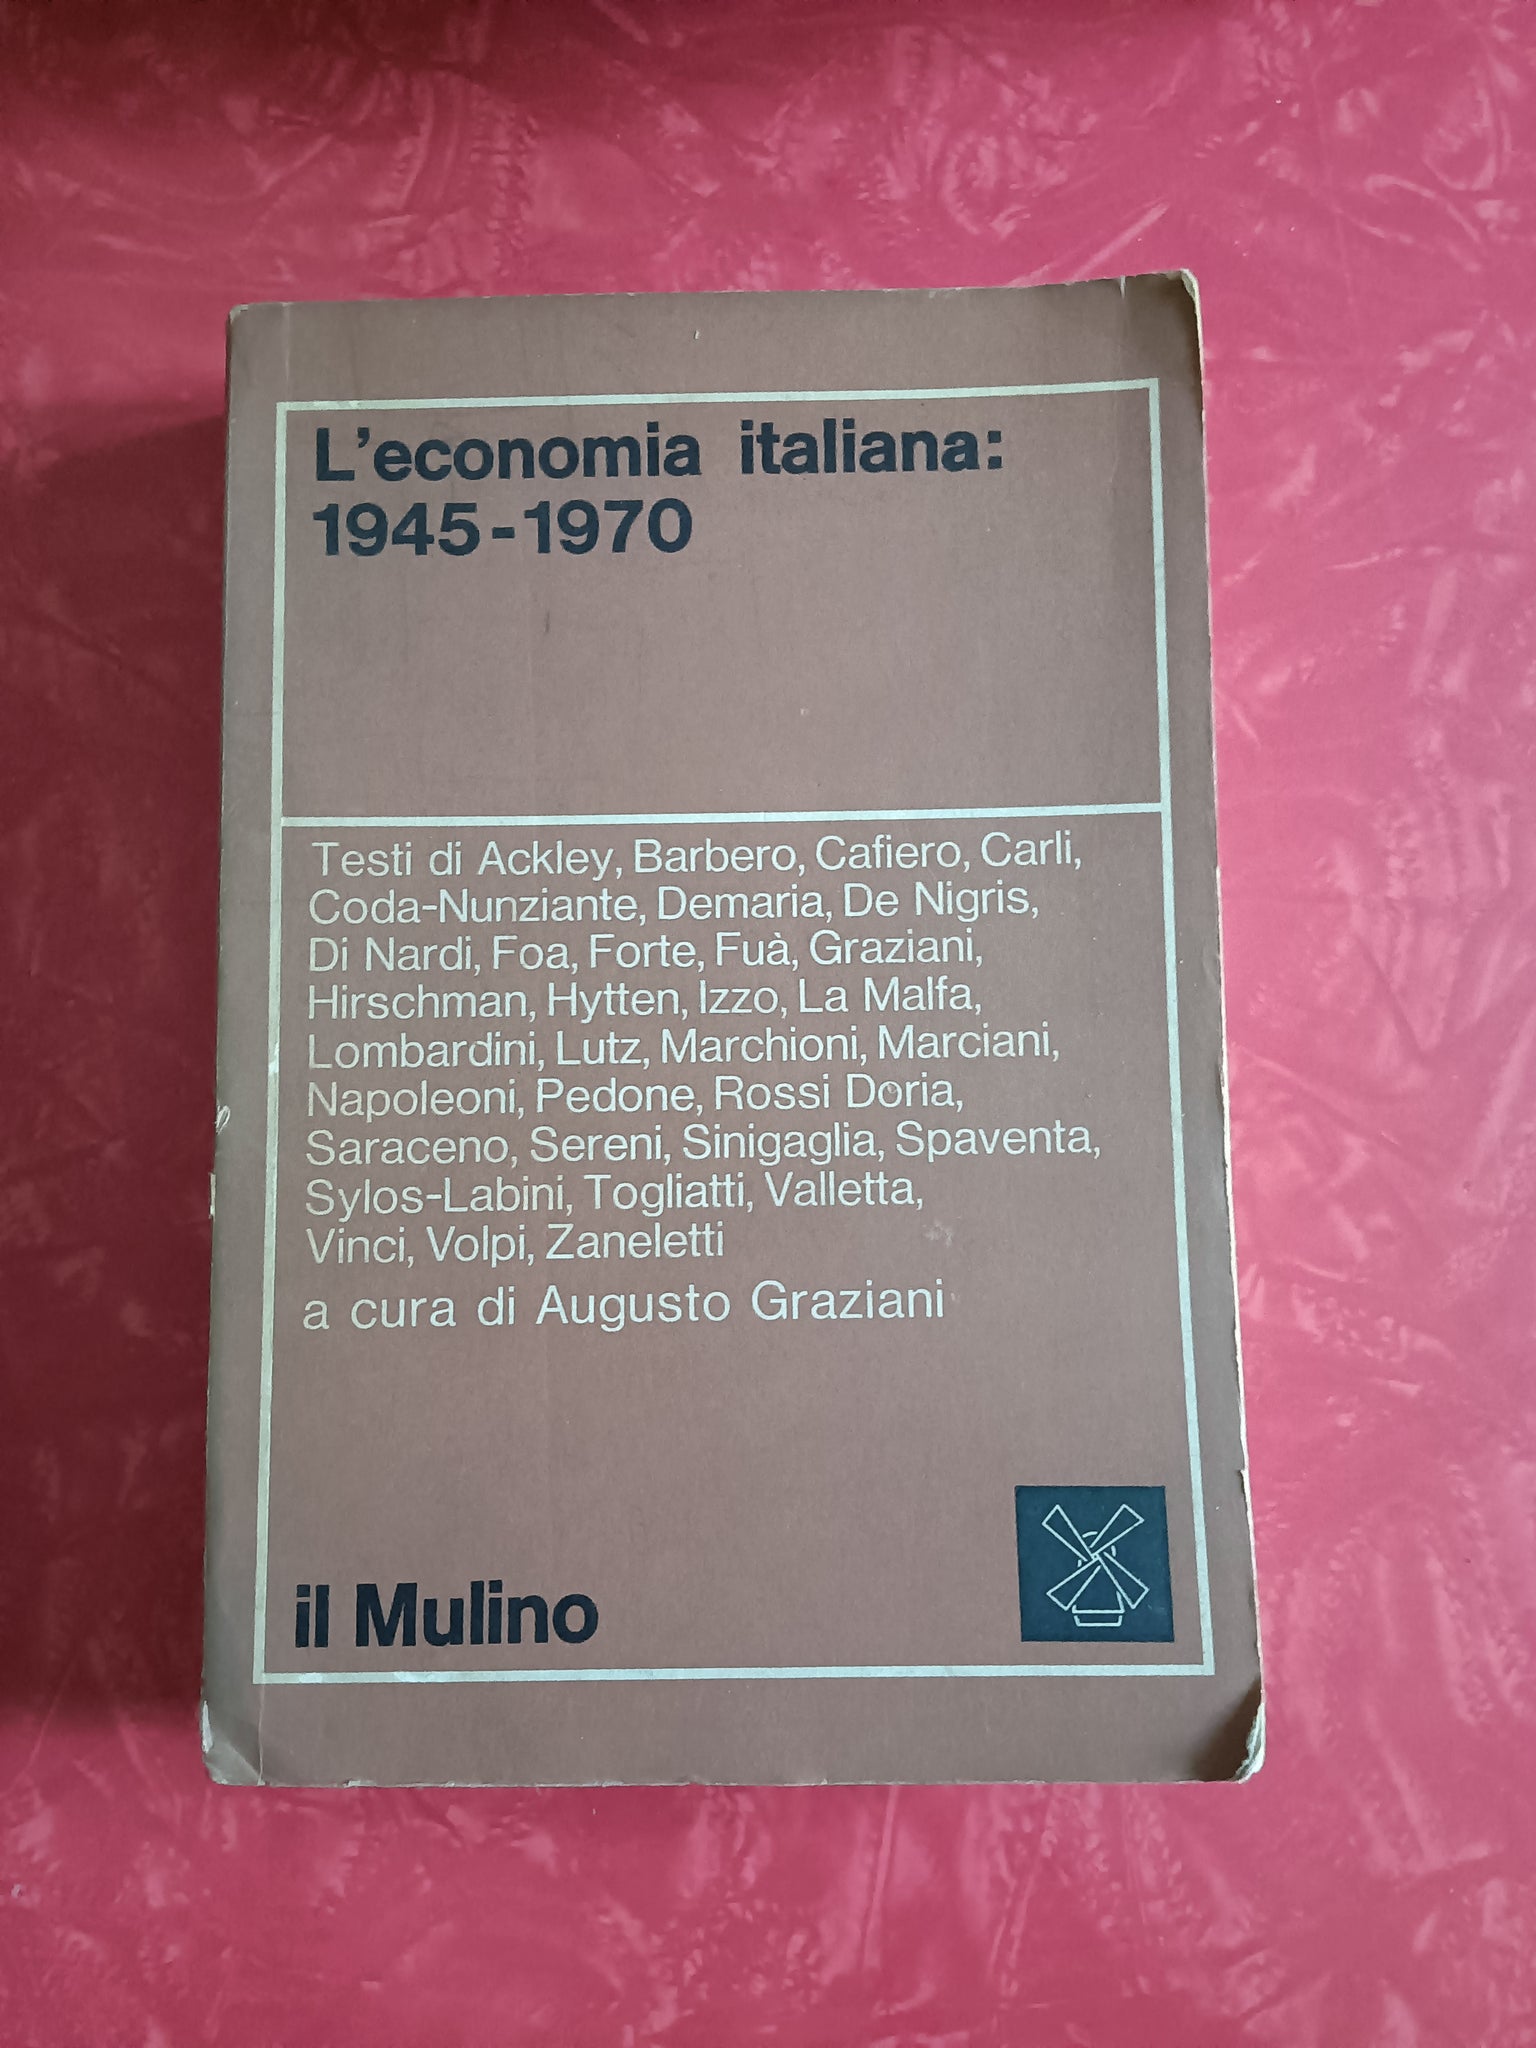 L'economia italiana:
1945-1970
Testi di Ackley, Barbero, Cafiero, Carli,
Coda-Nunziante, Demaria, De Nigris,
Di Nardi, Foa, Forte, Fuà, Graziani,
Hirschman, Hytten, Izzo, La Malfa,
Lombardini, Lutz, Marchioni, Marciani,
Napoleoni, Pedone, Rossi Doria,
Saraceno, Sereni, Sinigaglia, Spaventa,
Sylos-Labini, Togliatti, Valletta,
Vinci, Volpi, Zaneletti
a cura di Augusto Graziani
il Mulino